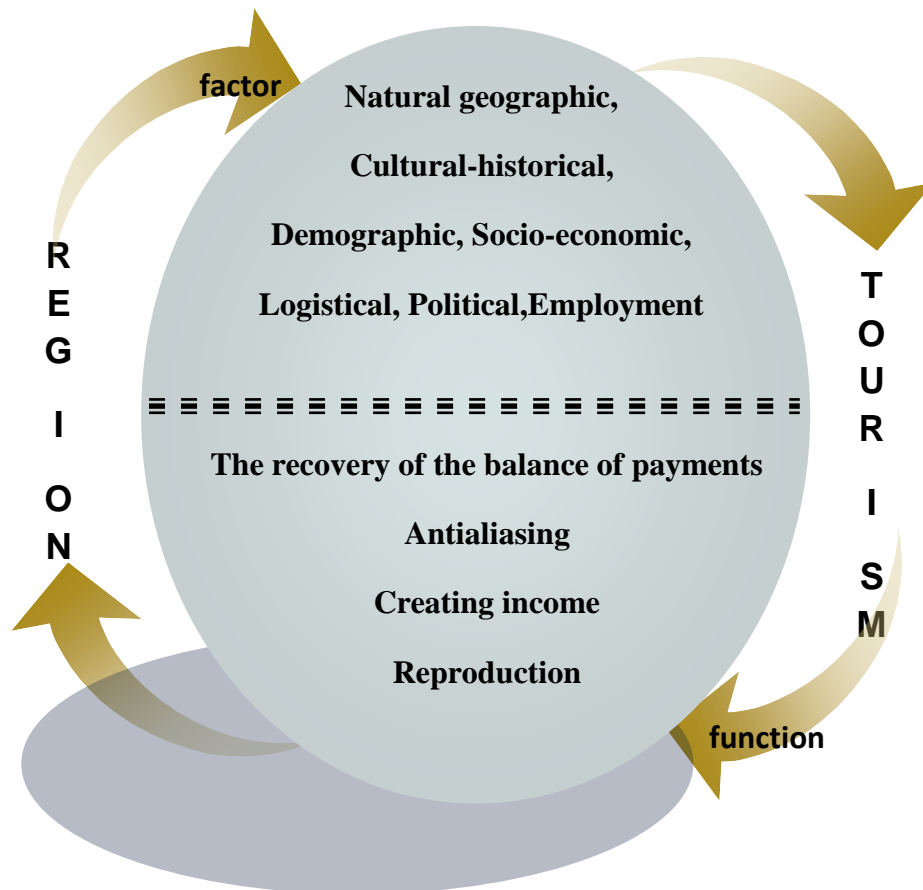 factor
Natural geographic,
Cultural-historical,
Demographic, Socio-economic,
Logistical, Political,Employment
REGION
TOURISM
The recovery of the balance of payments
Antialiasing
Creating income
Reproduction
function